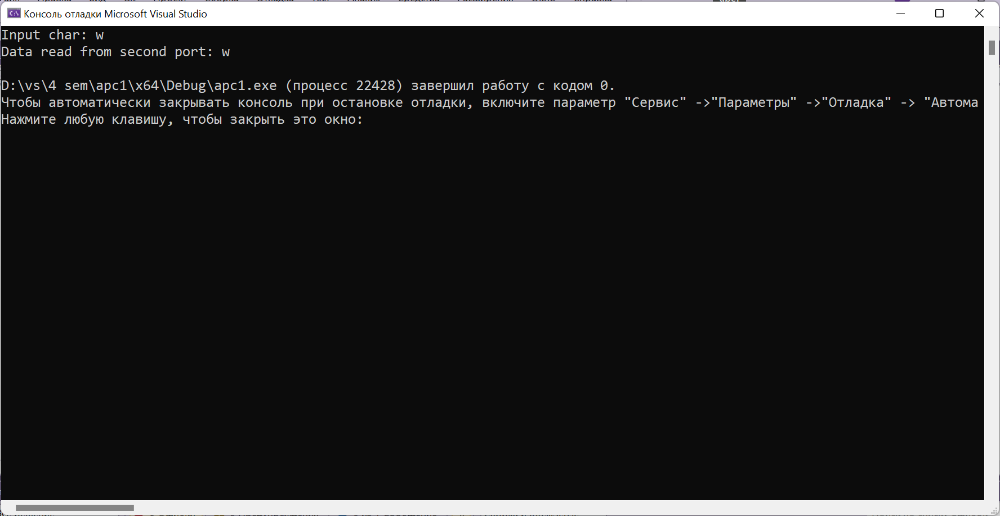 Консоль отладки Microsoft Visual Studio
Input char: w
Data read from second port: w
D:\vs\4 sem\apc1\x64\Debug\apc1.exe (процесс 22428) завершил работу с кодом 0.
Чтобы автоматически закрывать консоль при остановке отладки, включите параметр "Сервис" ->"Параметры" ->"Отладка" -> "Автома
Нажмите любую клавишу, чтобы закрыть это окно: